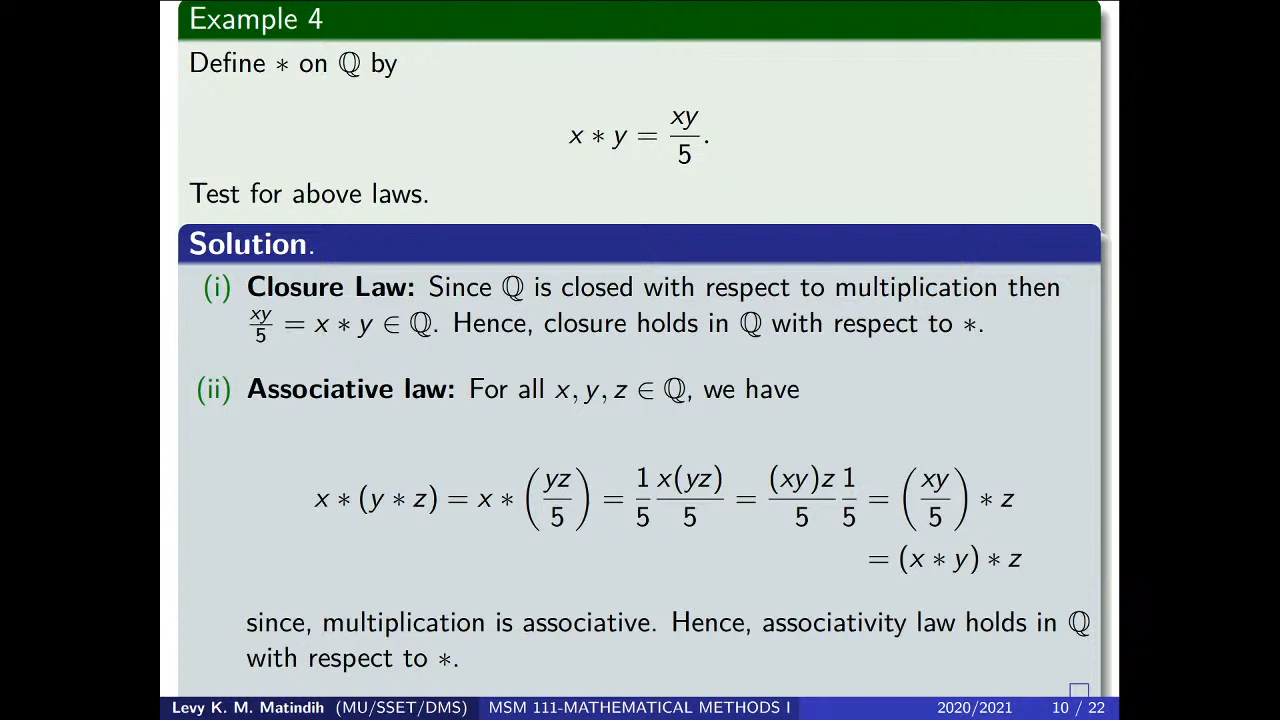 Example 4
Define ∗ on ℚ by
x ∗ y = xy/5.
Test for above laws.
Solution.
(i) Closure Law: Since ℚ is closed with respect to multiplication then
xy/5 = x ∗ y ∈ ℚ. Hence, closure holds in ℚ with respect to ∗.
(ii) Associative law: For all x, y, z ∈ ℚ, we have
x ∗ (y ∗ z) = x ∗ (yz/5) = 1/5 x(yz)/5 = (xy)z/5 1/5 = (xy/5) ∗ z
= (x ∗ y) ∗ z
since, multiplication is associative. Hence, associativity law holds in ℚ
with respect to ∗.
Levy K. M. Matindih (MU/SSET/DMS) MSM 111-MATHEMATICAL METHODS I 2020/2021 10 / 22